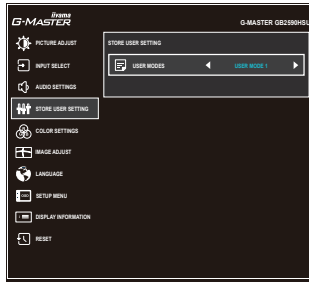 iiyama
G-MASTER
G-MASTER GB2590HSU
PICTURE ADJUST
STORE USER SETTING
INPUT SELECT
USER MODES
USER MODE 1
AUDIO SETTINGS
STORE USER SETTING
COLOR SETTINGS
IMAGE ADJUST
LANGUAGE
OSD
SETUP MENU
DISPLAY INFORMATION
RESET